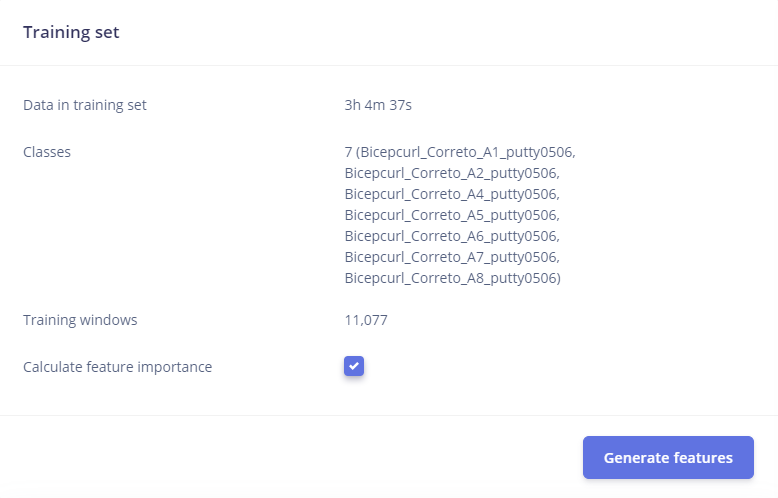 Training set
Data in training set 3h 4m 37s
Classes 7 (Bicepcurl_Correto_A1_putty0506,
Bicepcurl_Correto_A2_putty0506,
Bicepcurl_Correto_A4_putty0506,
Bicepcurl_Correto_A5_putty0506,
Bicepcurl_Correto_A6_putty0506,
Bicepcurl_Correto_A7_putty0506,
Bicepcurl_Correto_A8_putty0506)
Training windows 11,077
Calculate feature importance
Generate features